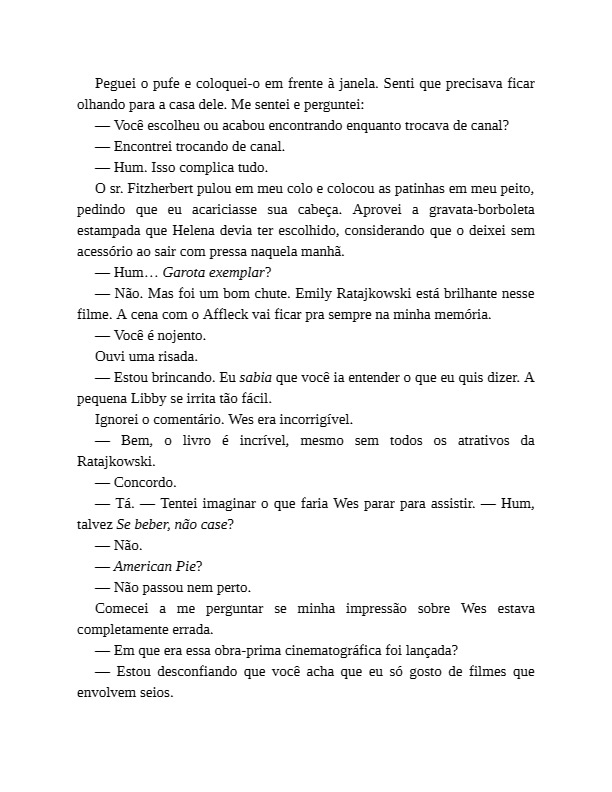 Peguei o pufe e coloquei-o em frente à janela. Senti que precisava ficar
olhando para a casa dele. Me sentei e perguntei:
— Você escolheu ou acabou encontrando enquanto trocava de canal?
— Encontrei trocando de canal.
— Hum. Isso complica tudo.
O sr. Fitzherbert pulou em meu colo e colocou as patinhas em meu peito,
pedindo que eu acariciasse sua cabeça. Aprovei a gravata-borboleta
estampada que Helena devia ter escolhido, considerando que o deixei sem
acessório ao sair com pressa naquela manhã.
— Hum… Garota exemplar?
— Não. Mas foi um bom chute. Emily Ratajkowski está brilhante nesse
filme. A cena com o Affleck vai ficar pra sempre na minha memória.
— Você é nojento.
Ouvi uma risada.
— Estou brincando. Eu sabia que você ia entender o que eu quis dizer. A
pequena Libby se irrita tão fácil.
Ignorei o comentário. Wes era incorrigível.
— Bem, o livro é incrível, mesmo sem todos os atrativos da
Ratajkowski.
— Concordo.
— Tá. — Tentei imaginar o que faria Wes parar para assistir. — Hum,
talvez Se beber, não case?
— Não.
— American Pie?
— Não passou nem perto.
Comecei a me perguntar se minha impressão sobre Wes estava
completamente errada.
— Em que era essa obra-prima cinematográfica foi lançada?
— Estou desconfiando que você acha que eu só gosto de filmes que
envolvem seios.